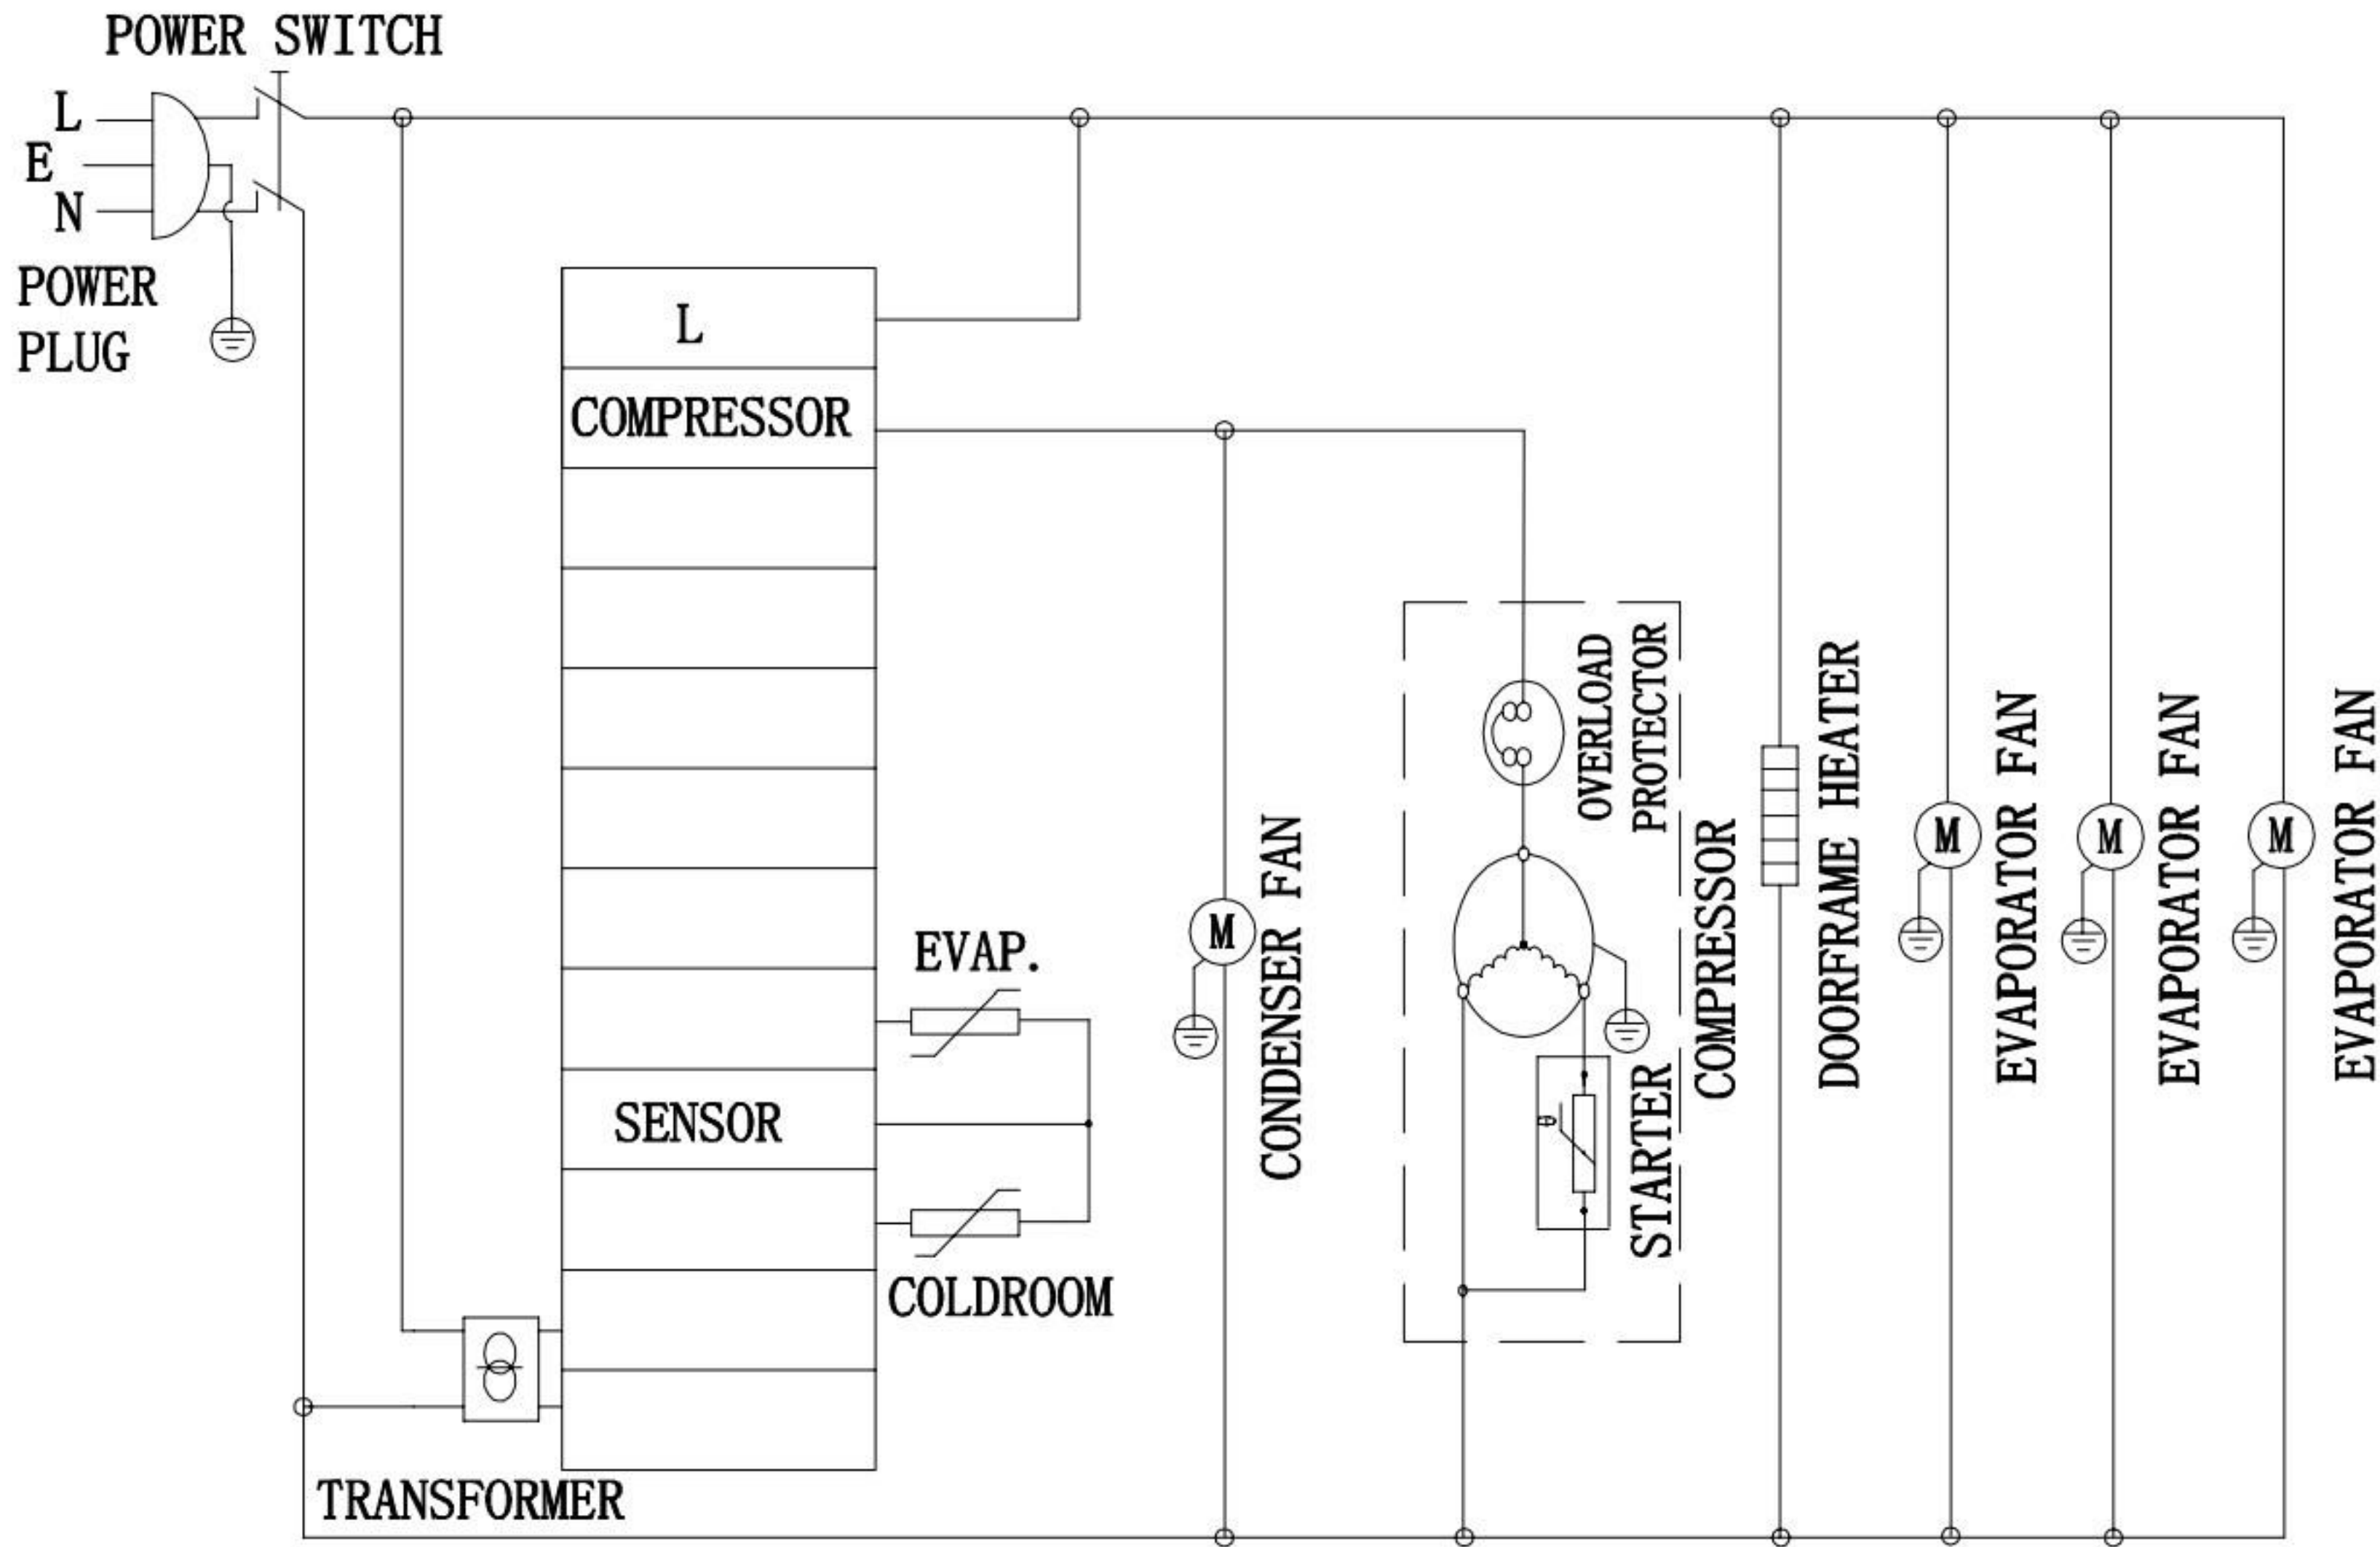 POWER SWITCH
L
E
N
POWER
PLUG
L
COMPRESSOR
OVERLOAD
PROTECTOR
EVAP.
SENSOR
COLDROOM
CONDENSER FAN
STARTER
COMPRESSOR
DOORFRAME HEATER
M
M
M
M
EVAPORATOR FAN
EVAPORATOR FAN
EVAPORATOR FAN
TRANSFORMER